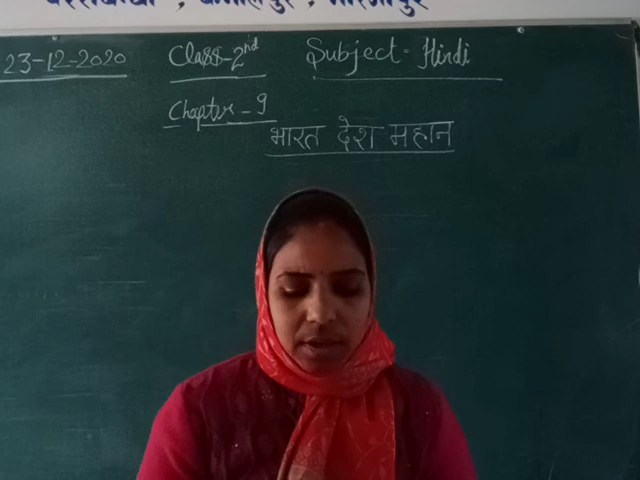 23-12-2020 Class-2nd Subject - Hindi
Chapter - 9
भारत देश महान